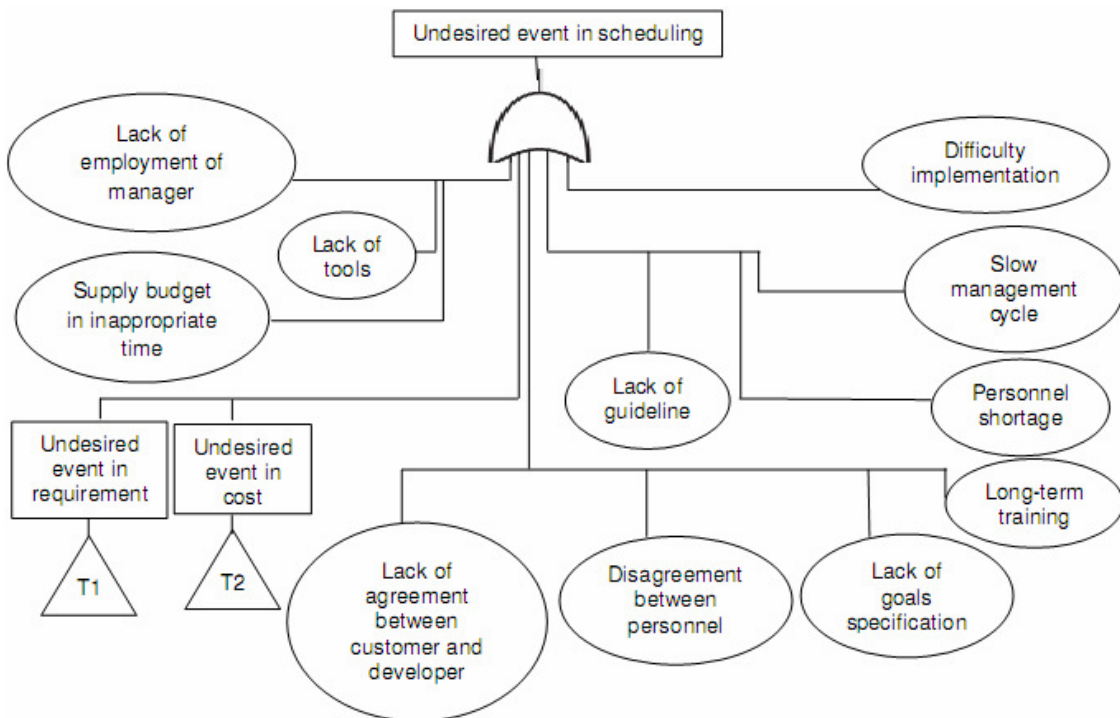 Undesired event in scheduling
Lack of
employment of
manager
Difficulty
implementation
Lack of
tools
Slow
management
cycle
Supply budget
in inappropriate
time
Lack of
guideline
Personnel
shortage
Undesired
event in
requirement
Undesired
event in
cost
Long-term
training
T1
T2
Lack of
agreement
between
customer and
developer
Disagreement
between
personnel
Lack of
goals
specification